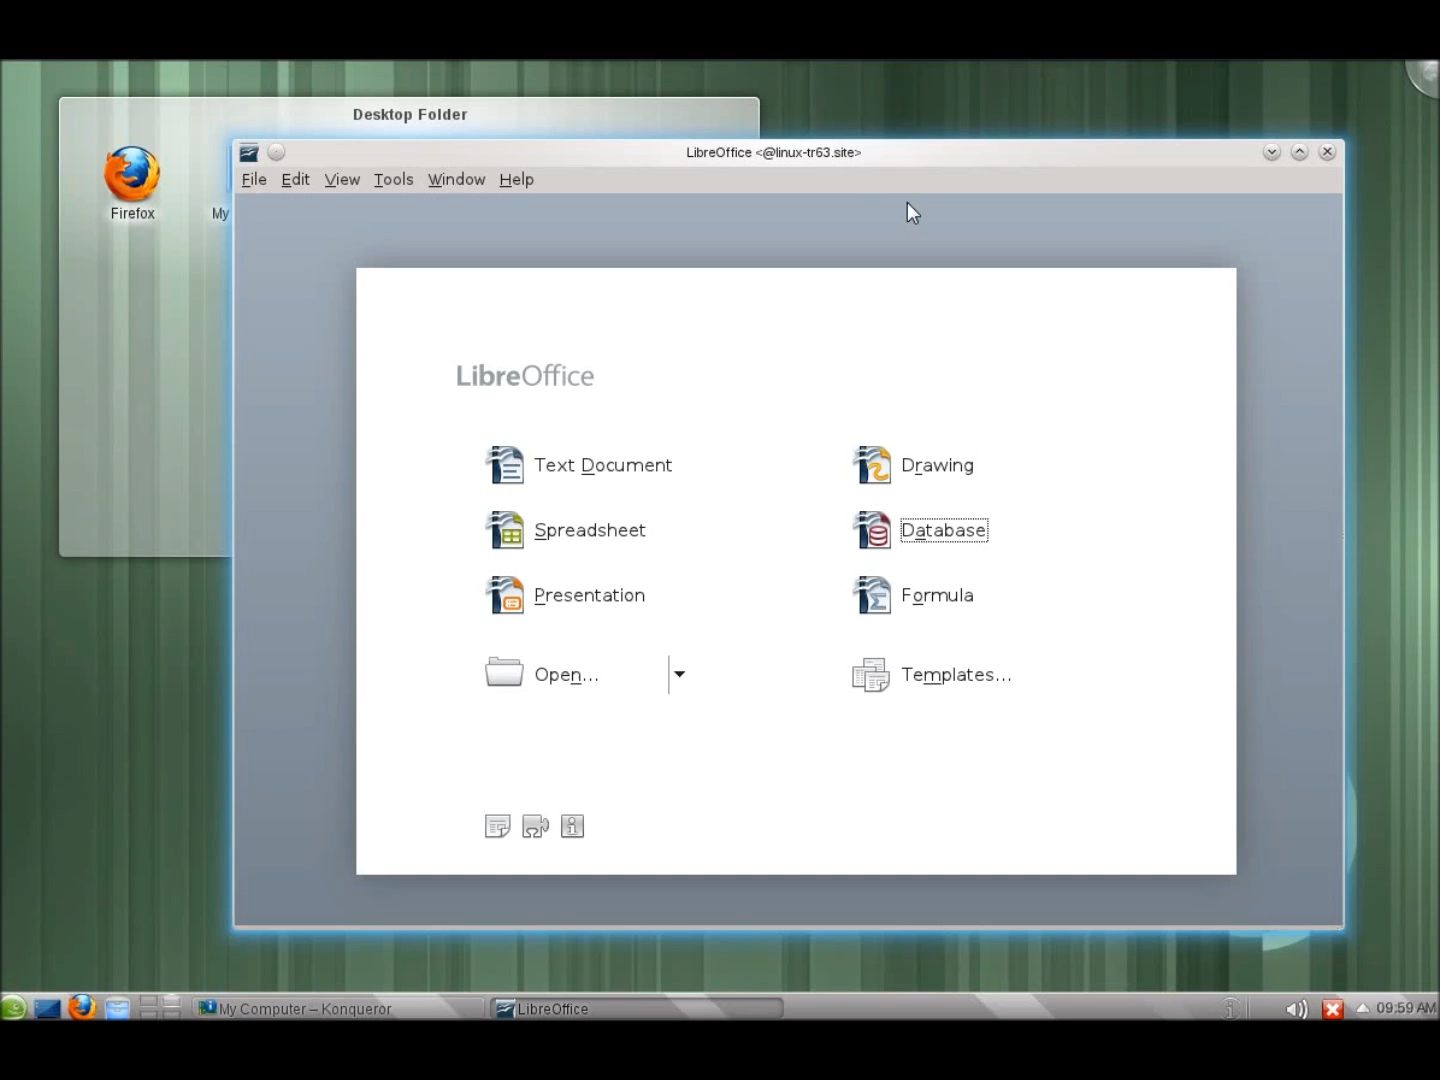 Desktop Folder
LibreOffice <@linux-tr63.site>
File Edit View Tools Window Help
Firefox
My
LibreOffice
Text Document
Drawing
Spreadsheet
Database
Presentation
Formula
Open...
Templates...
My Computer – Konqueror
LibreOffice
09:59 AM